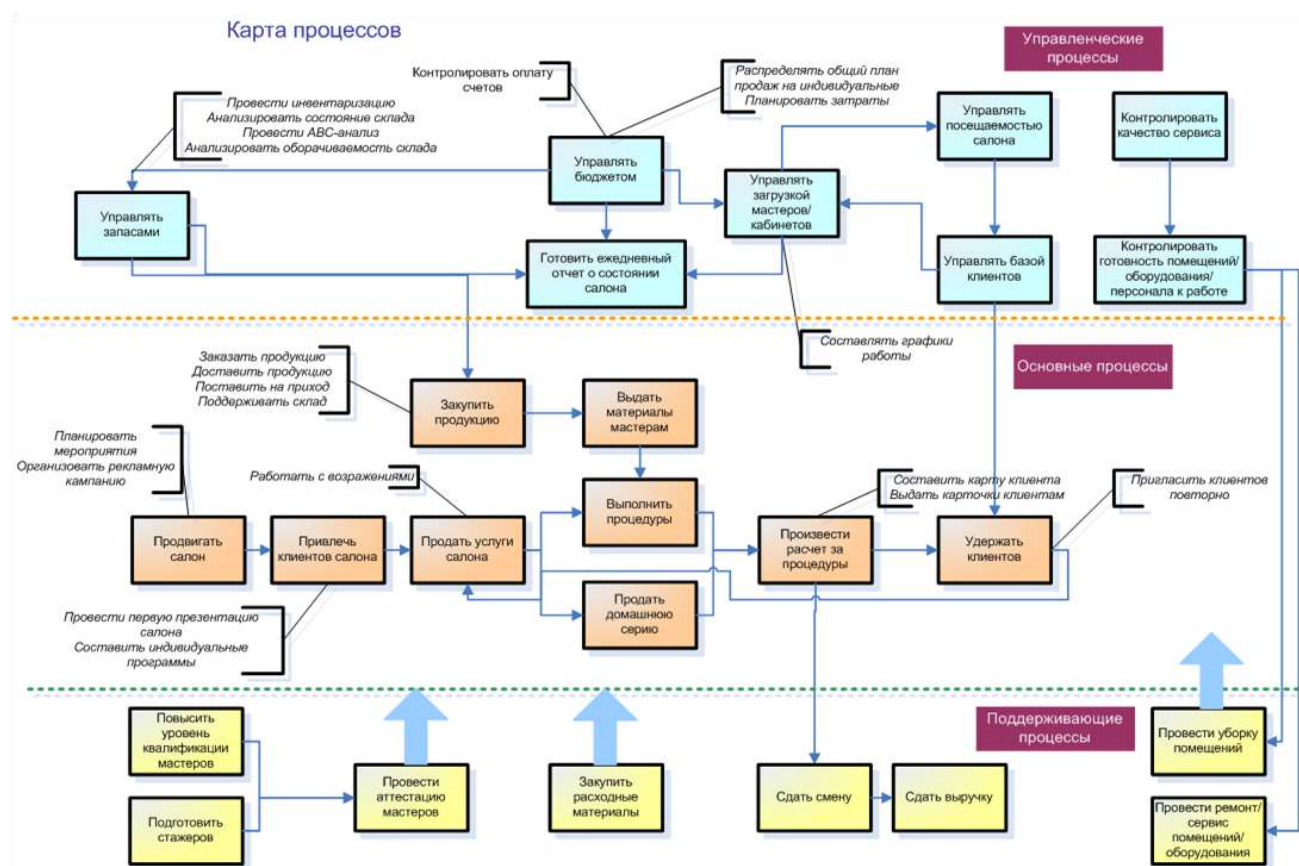 Карта процессов
Управленческие
процессы
Контролировать оплату
счетов
Распределять общий план
продаж на индивидуальные
Планировать затраты
Провести инвентаризацию
Анализировать состояние склада
Провести АВС-анализ
Анализировать оборачиваемость склада
Управлять
посещаемостью
салона
Контролировать
качество сервиса
Управлять
бюджетом
Управлять
загрузкой
мастеров/
кабинетов
Управлять
запасами
Готовить ежедневный
отчет о состоянии
салона
Управлять базой
клиентов
Контролировать
готовность помещений/
оборудования/
персонала к работе
Составлять графики
работы
Основные процессы
Заказать продукцию
Доставить продукцию
Поставить на приход
Поддерживать склад
Закупить
продукцию
Выдать
материалы
мастерам
Планировать
мероприятия
Организовать рекламную
кампанию
Работать с возражениями
Составить карту клиента
Выдать карточки клиентам
Пригласить клиентов
повторно
Продвигать
салон
Привлечь
клиентов салона
Продать услуги
салона
Выполнить
процедуры
Произвести
расчет за
процедуры
Удержать
клиентов
Продать
домашнюю
серию
Провести первую презентацию
салона
Составить индивидуальные
программы
Поддерживающие
процессы
Повысить
уровень
квалификации
мастеров
Провести уборку
помещений
Провести
аттестацию
мастеров
Закупить
расходные
материалы
Сдать смену
Сдать выручку
Подготовить
стажеров
Провести ремонт/
сервис
помещений/
оборудования